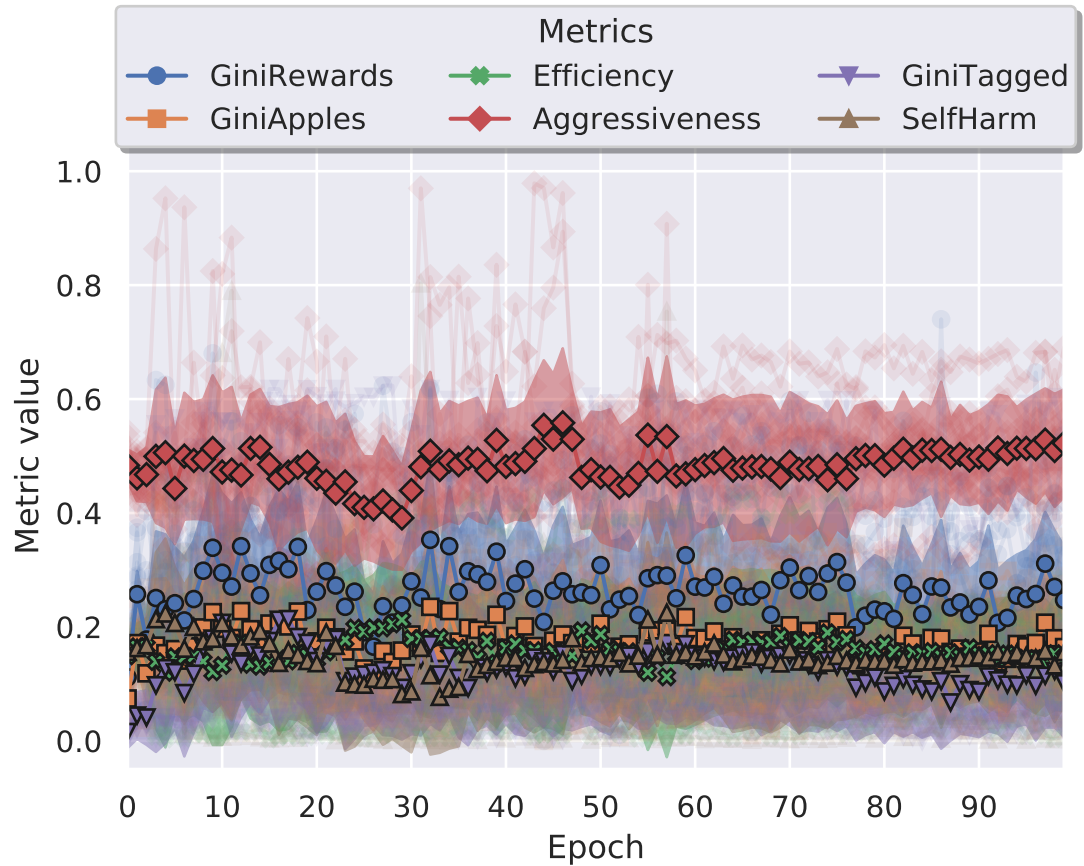 Metrics
GiniRewards Efficiency GiniTagged
GiniApples Aggressiveness SelfHarm
1.0
0.8
0.6
0.4
0.2
0.0
Metric value
0 10 20 30 40 50 60 70 80 90
Epoch